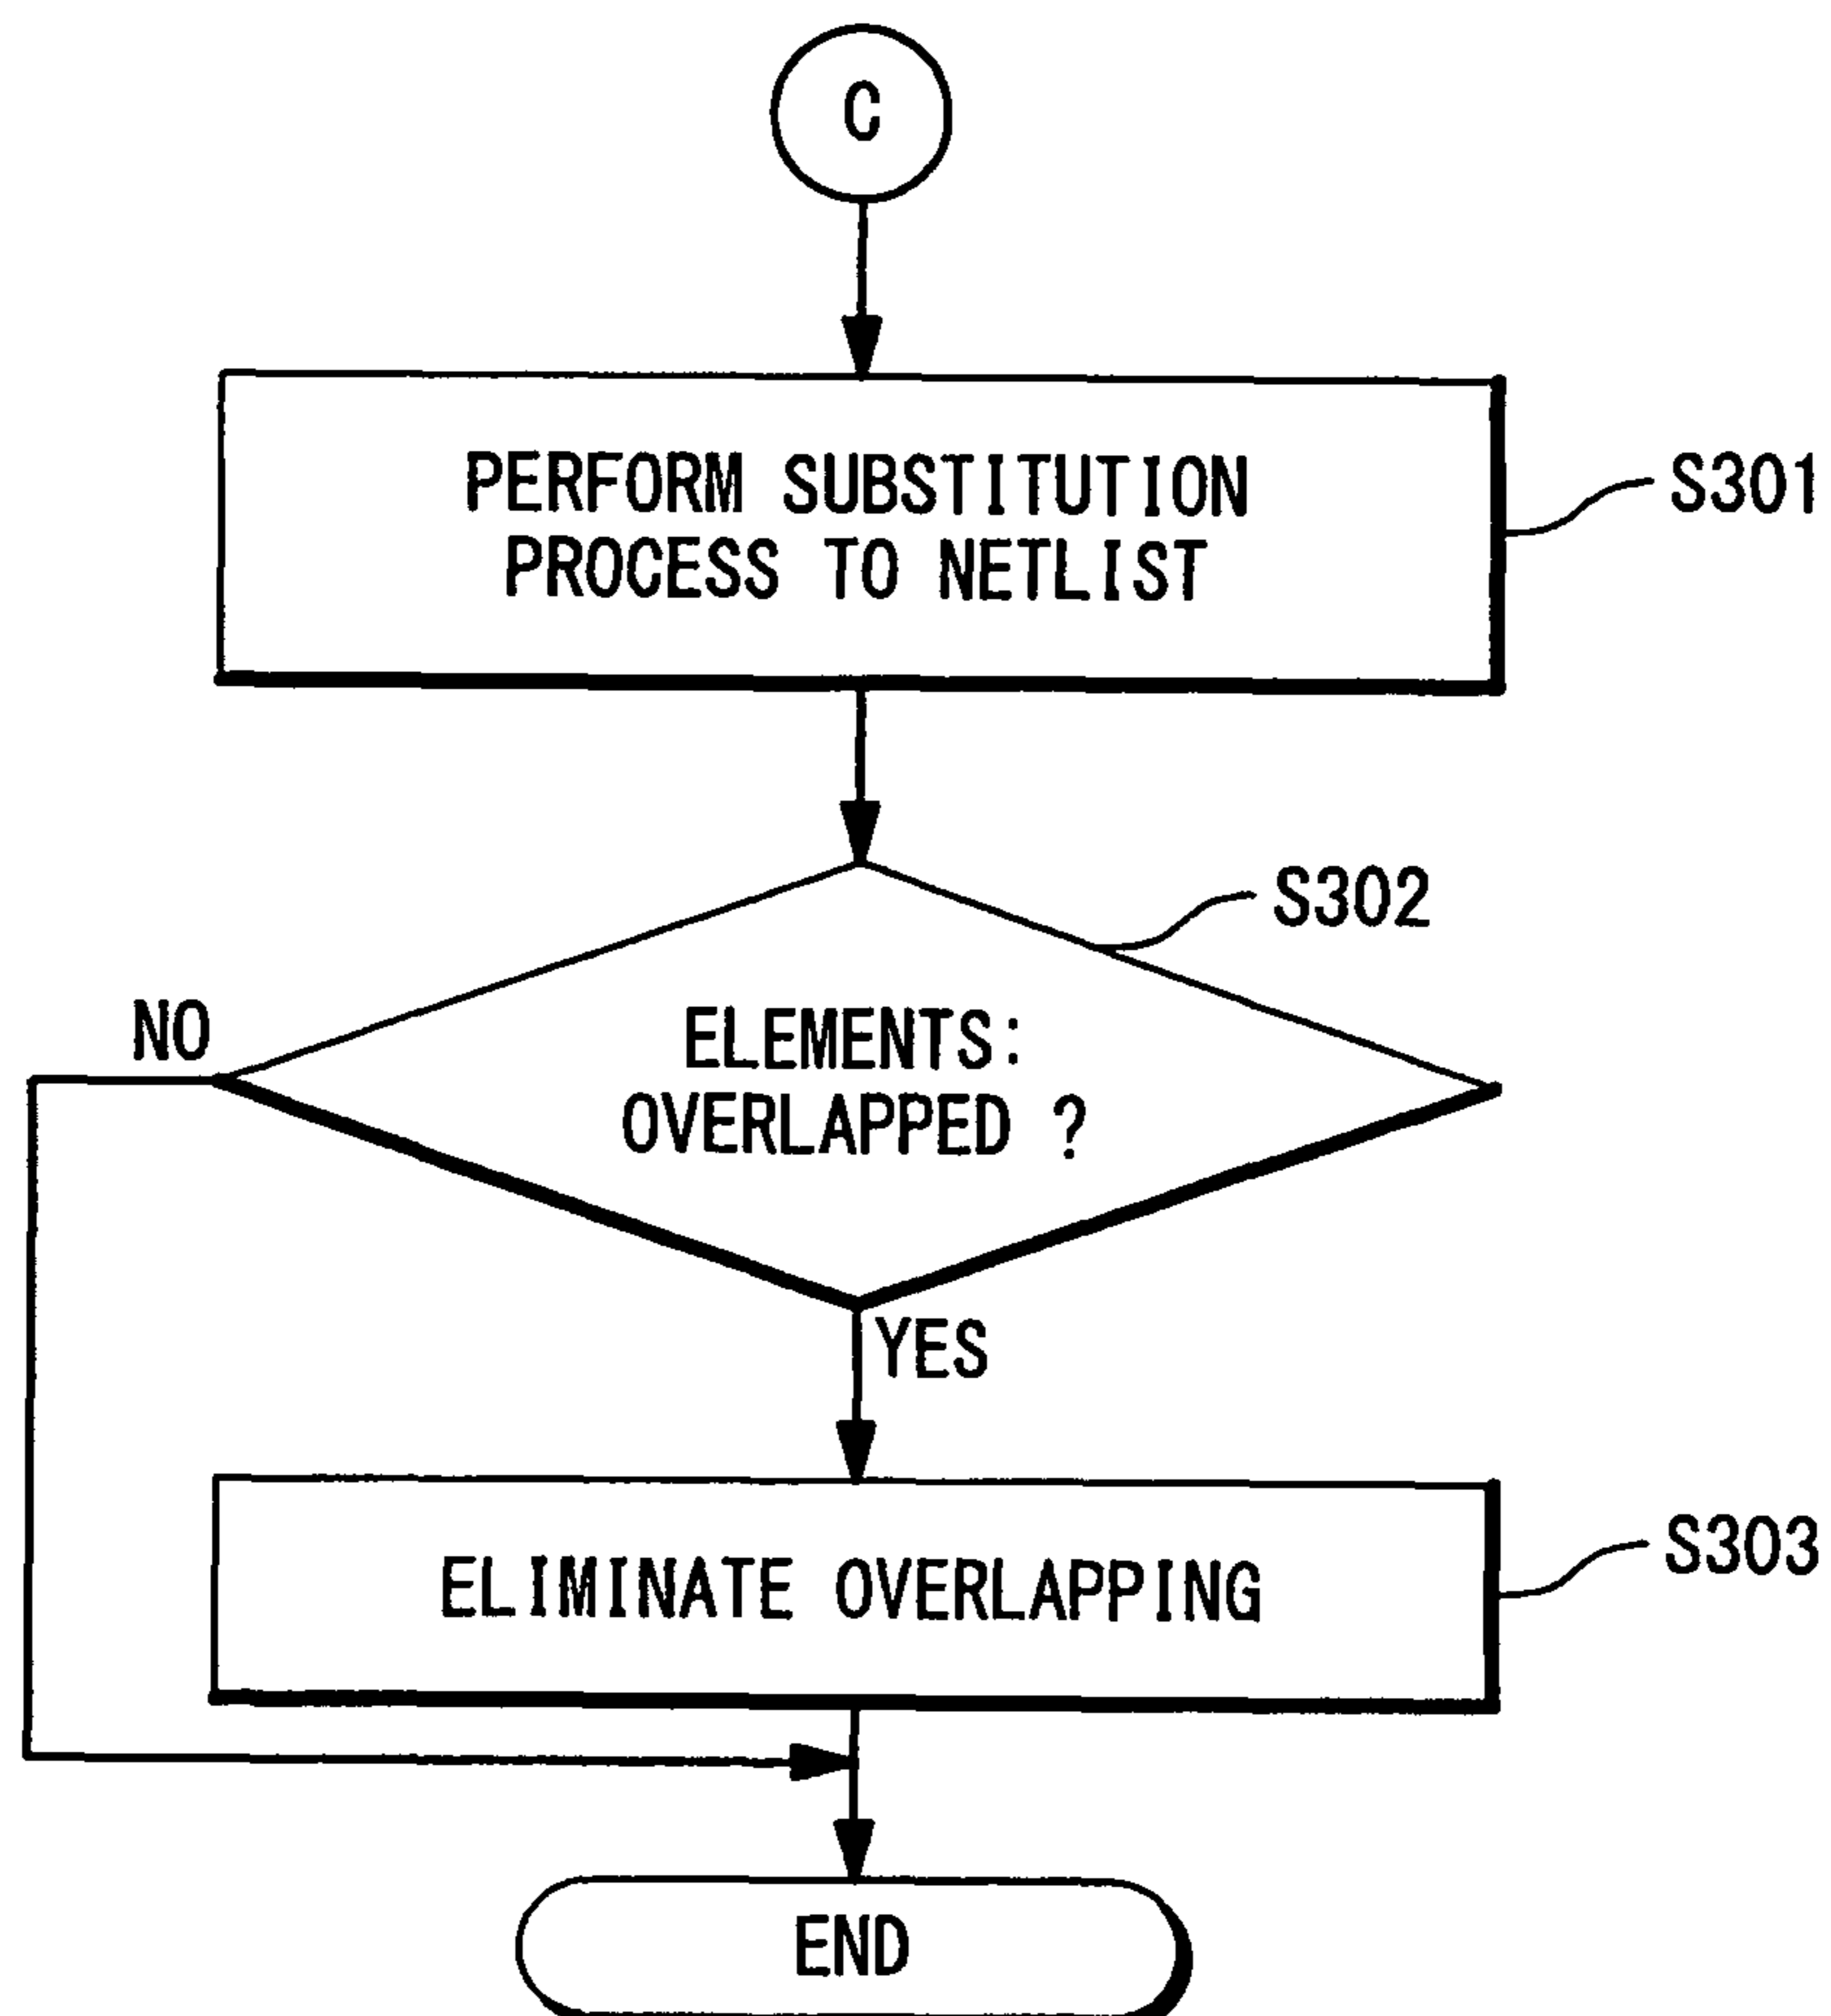 C
PERFORM SUBSTITUTION
PROCESS TO NETLIST
S301
S302
NO
ELEMENTS:
OVERLAPPED ?
YES
ELIMINATE OVERLAPPING
S303
END